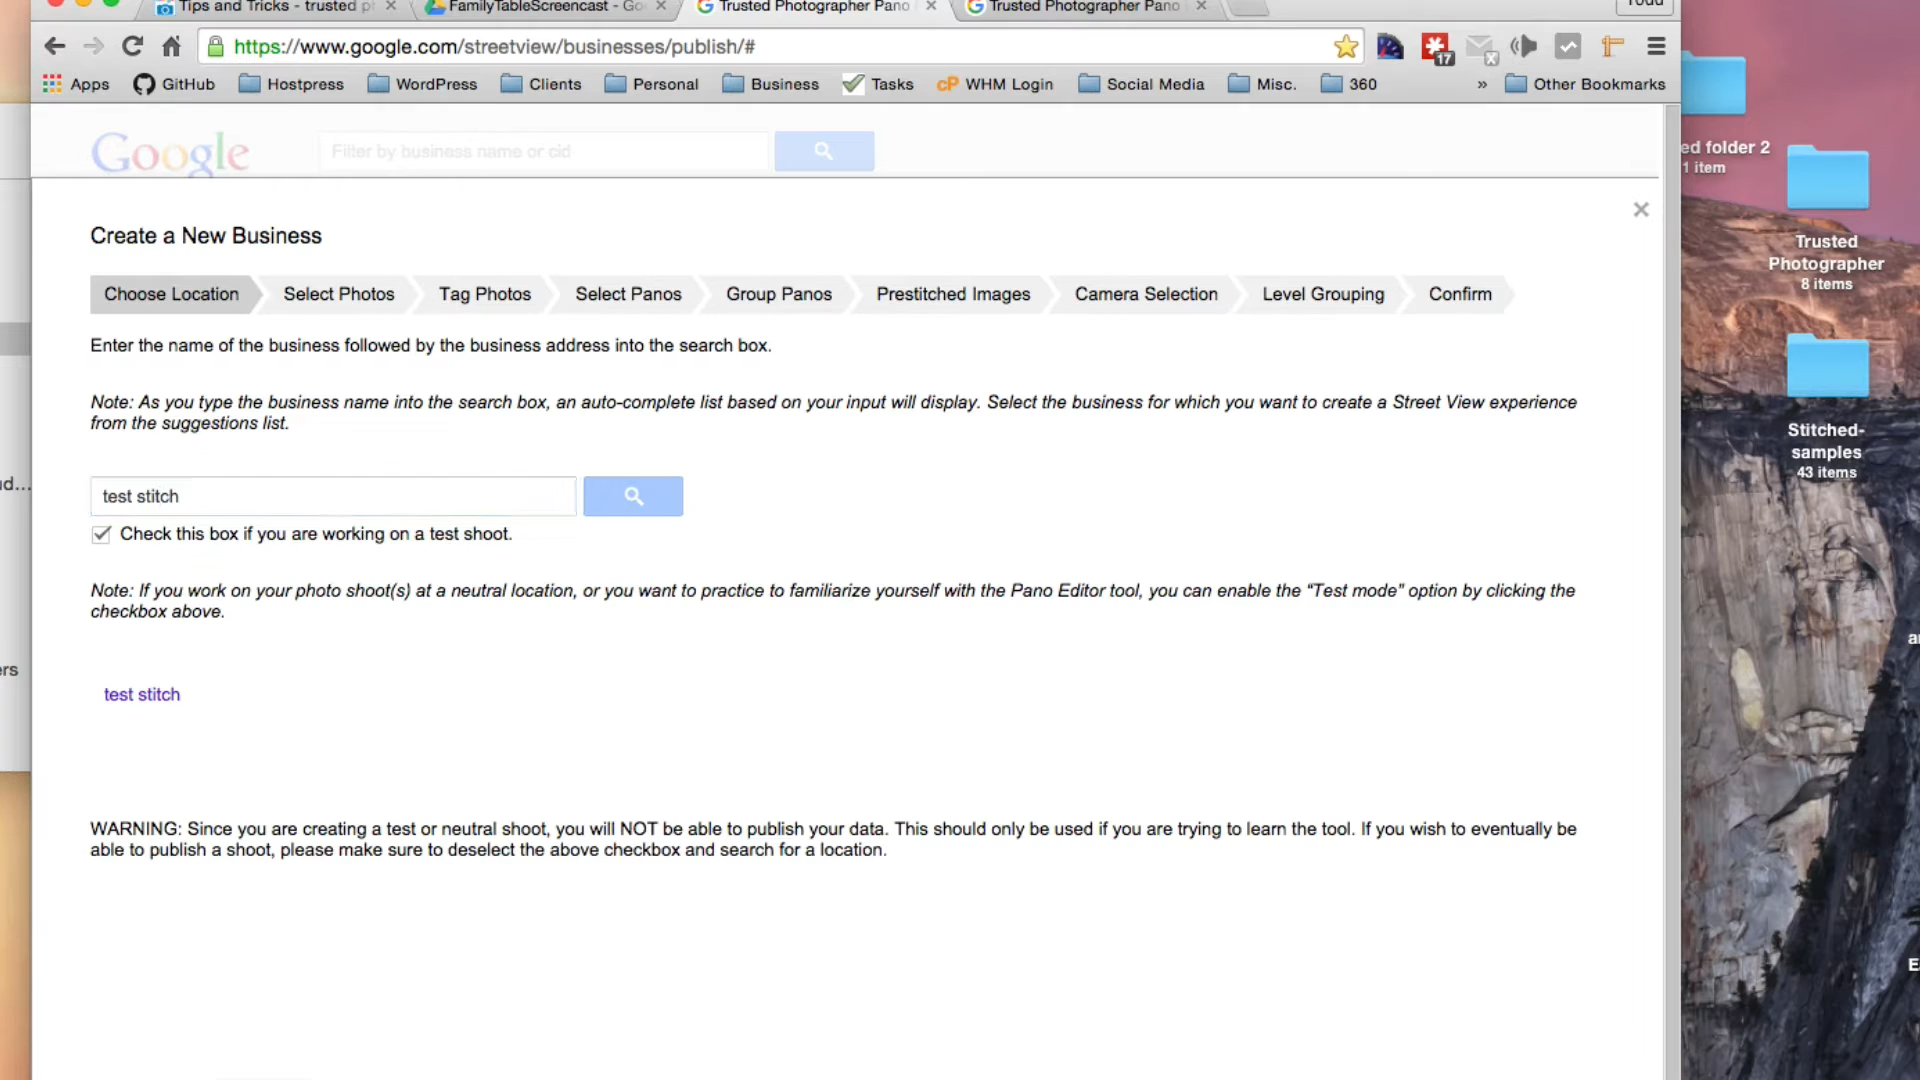 Tips and Tricks - trusted p
FamilyTableScreencast - Go
Trusted Photographer Pano
Trusted Photographer Pano
Todd
https://www.google.com/streetview/businesses/publish/#
17
x
Apps
GitHub
Hostpress
WordPress
Clients
Personal
Business
Tasks
cP WHM Login
Social Media
Misc.
360
»
Other Bookmarks
Google
Filter by business name or cid
Create a New Business
Choose Location
Select Photos
Tag Photos
Select Panos
Group Panos
Prestitched Images
Camera Selection
Level Grouping
Confirm
Enter the name of the business followed by the business address into the search box.
Note: As you type the business name into the search box, an auto-complete list based on your input will display. Select the business for which you want to create a Street View experience
from the suggestions list.
test stitch
Check this box if you are working on a test shoot.
Note: If you work on your photo shoot(s) at a neutral location, or you want to practice to familiarize yourself with the Pano Editor tool, you can enable the “Test mode” option by clicking the
checkbox above.
test stitch
WARNING: Since you are creating a test or neutral shoot, you will NOT be able to publish your data. This should only be used if you are trying to learn the tool. If you wish to eventually be
able to publish a shoot, please make sure to deselect the above checkbox and search for a location.
ed folder 2
1 item
Trusted
Photographer
8 items
Stitched-
samples
43 items